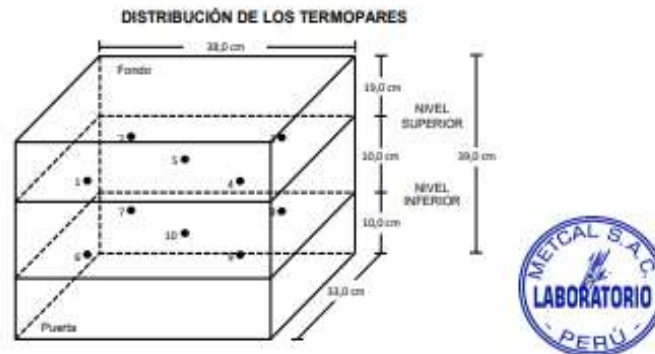 DISTRIBUCIÓN DE LOS TERMOPARES
38,0 cm
Fondo
19,0 cm
NIVEL SUPERIOR
2
5
10,0 cm
39,0 cm
1
4
NIVEL INFERIOR
7
10
10,0 cm
6
9
33,0 cm
Puerta
METCAL S.A.C.
LABORATORIO
- PERÚ -